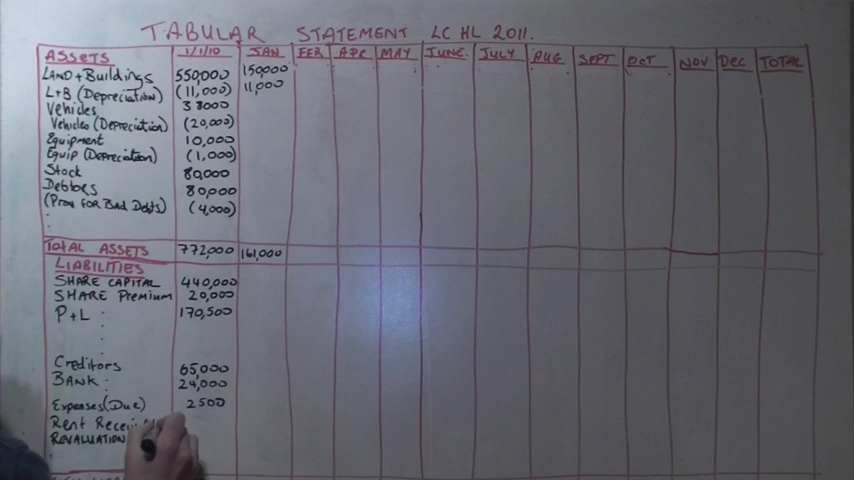 TABULAR STATEMENT LC HL 2011.
ASSETS 1/1/10 JAN FEB APR MAY JUNE JULY AUG SEPT OCT NOV DEC TOTAL
LAND + Buildings 550,000 150,000
L+B (Depreciation) (11,000) 11,000
Vehicles 38000
Vehicles (Depreciation) (20,000)
Equipment 10,000
Equip (Depreciation) (1,000)
Stock 80,000
Debtors 80,000
(Prov FOR Bad Debts) (4,000)
TOTAL ASSETS 772,000 161,000
LIABILITIES
SHARE CAPITAL 440,000
SHARE Premium 20,000
P+L : 170,500
Creditors 65,000
BANK : 24,000
Expenses (Due) 2500
Rent
REVALUATION